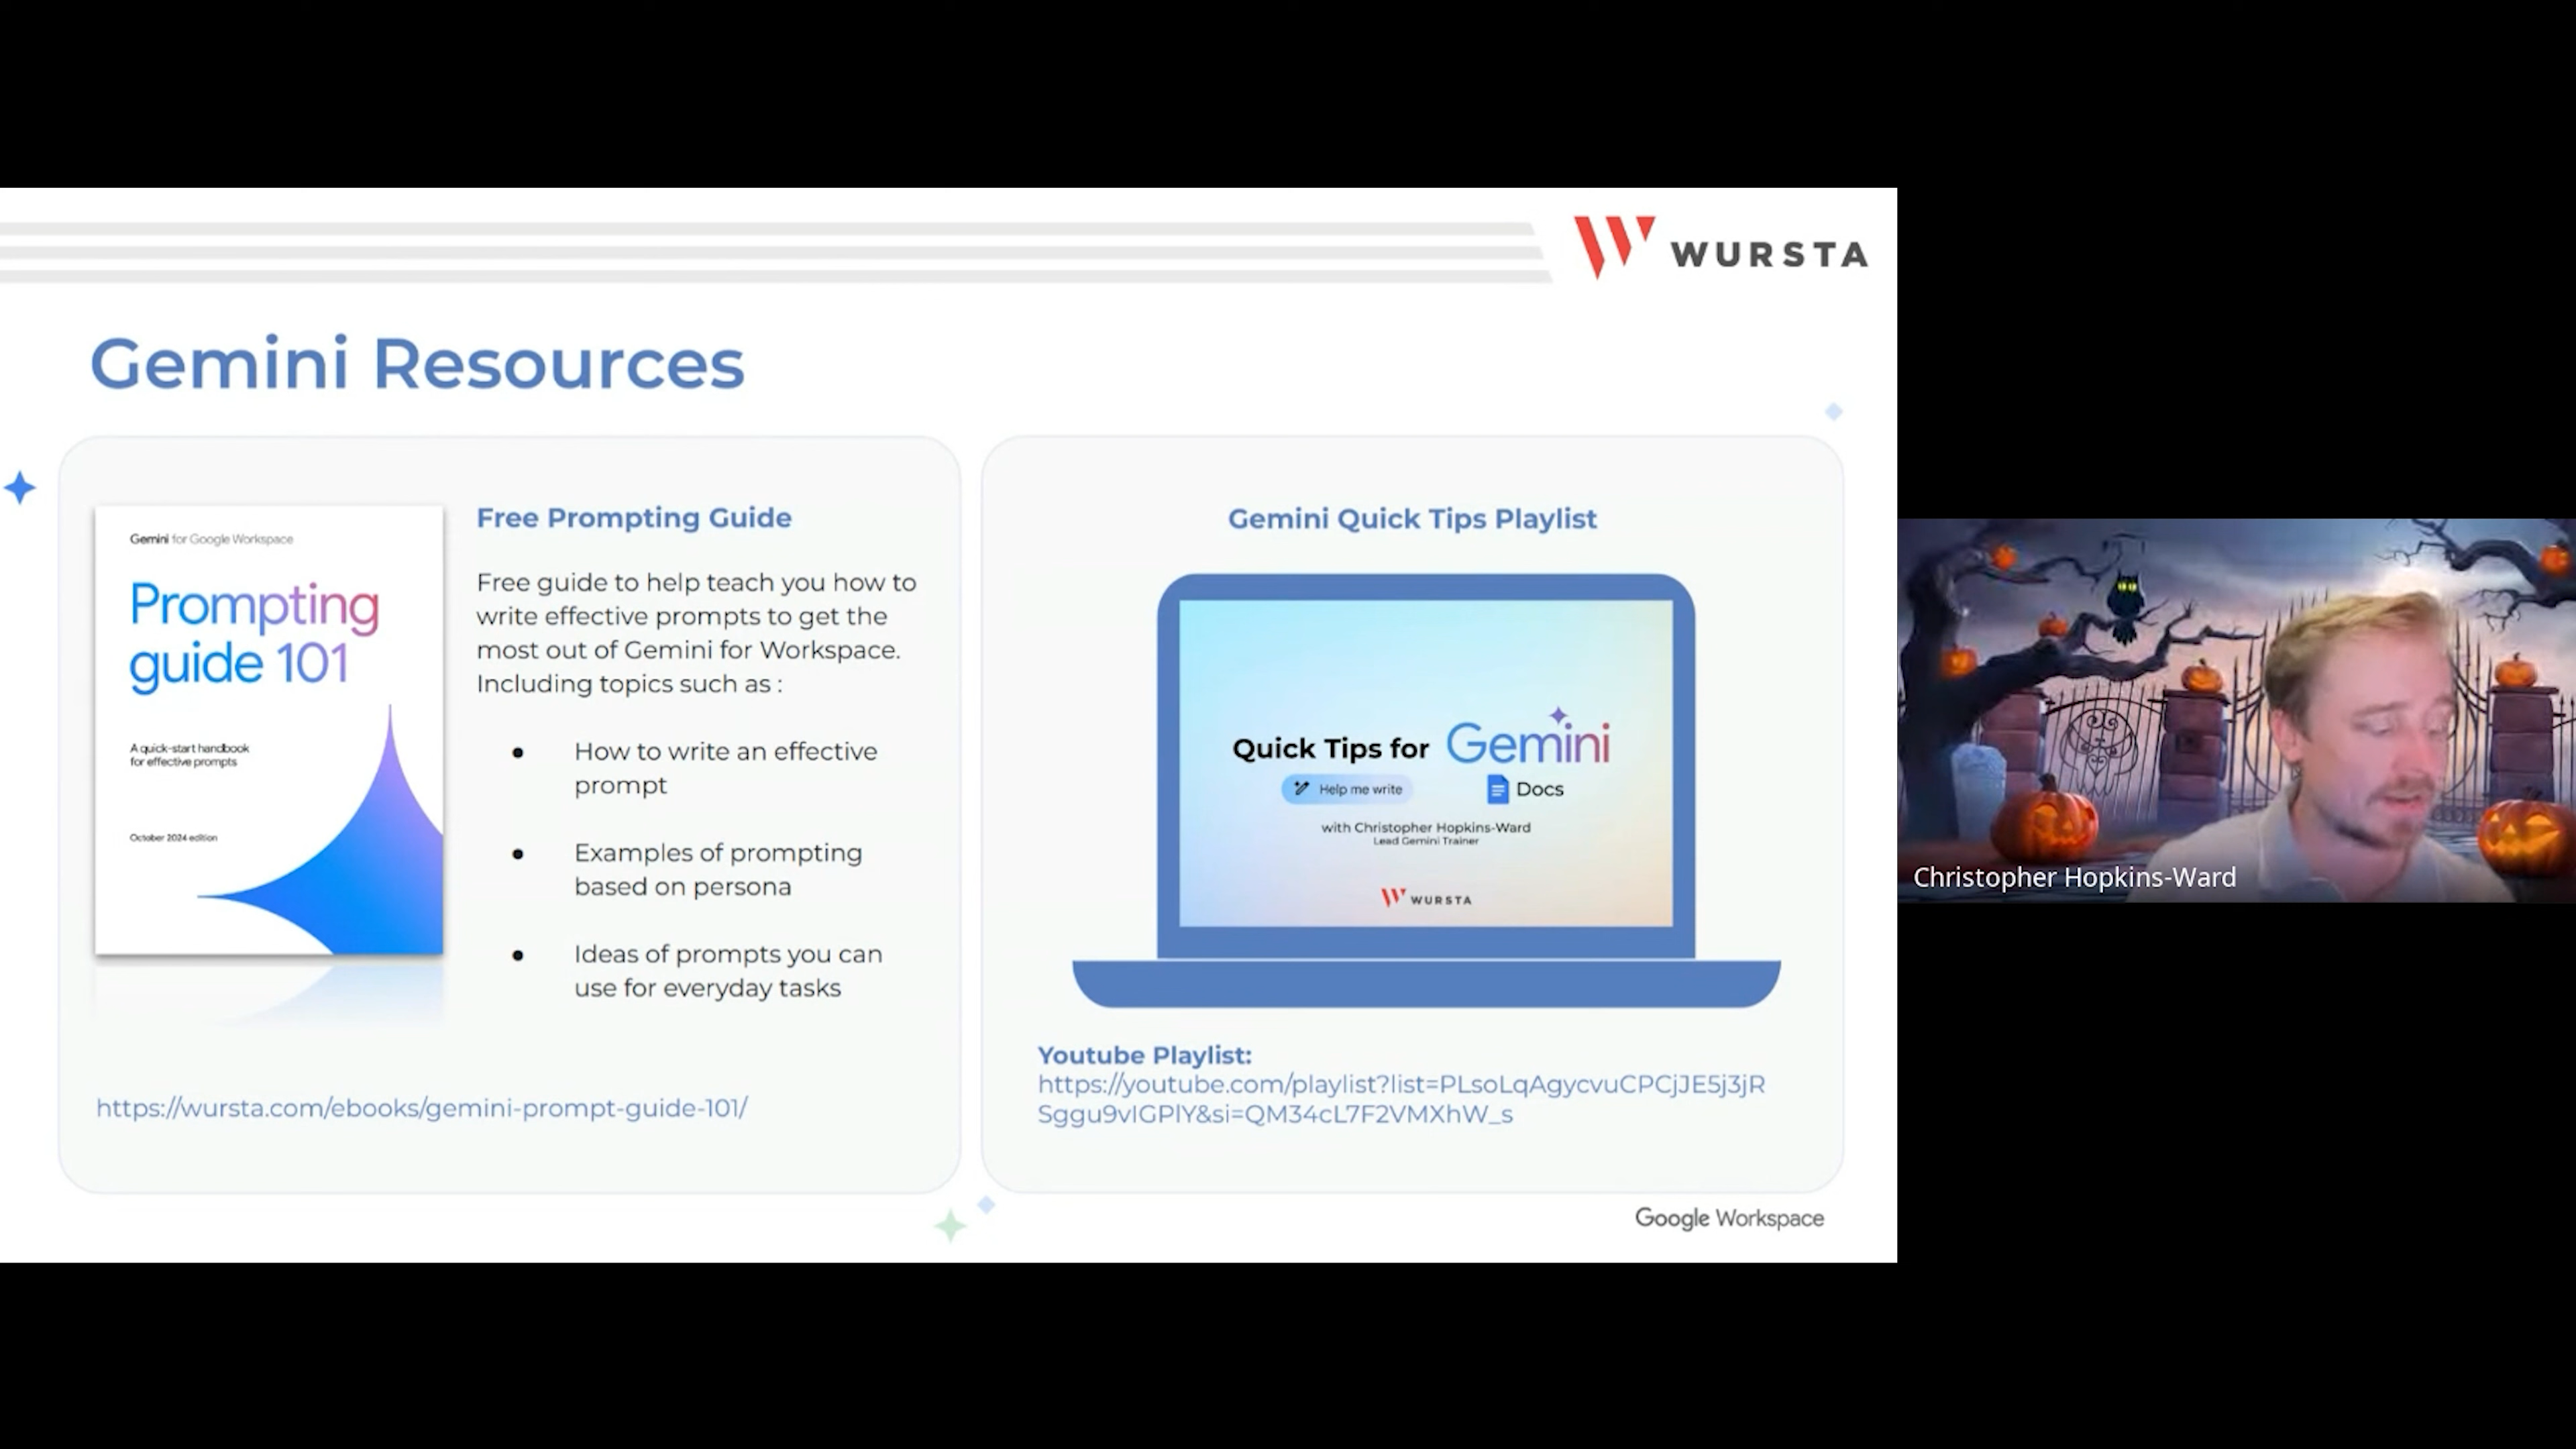 WURSTA
Gemini Resources
Gemini for Google Workspace
Prompting
guide 101
A quick-start handbook
for effective prompts
October 2024 edition
Free Prompting Guide
Free guide to help teach you how to
write effective prompts to get the
most out of Gemini for Workspace.
Including topics such as :
● How to write an effective
prompt
● Examples of prompting
based on persona
● Ideas of prompts you can
use for everyday tasks
https://wursta.com/ebooks/gemini-prompt-guide-101/
Gemini Quick Tips Playlist
Quick Tips for Gemini
Help me write Docs
with Christopher Hopkins-Ward
Lead Gemini Trainer
WURSTA
Youtube Playlist:
https://youtube.com/playlist?list=PLsoLqAgycvuCPCjJE5j3jR
Sggu9vIGPlY&si=QM34cL7F2VMXhW_s
Google Workspace
Christopher Hopkins-Ward